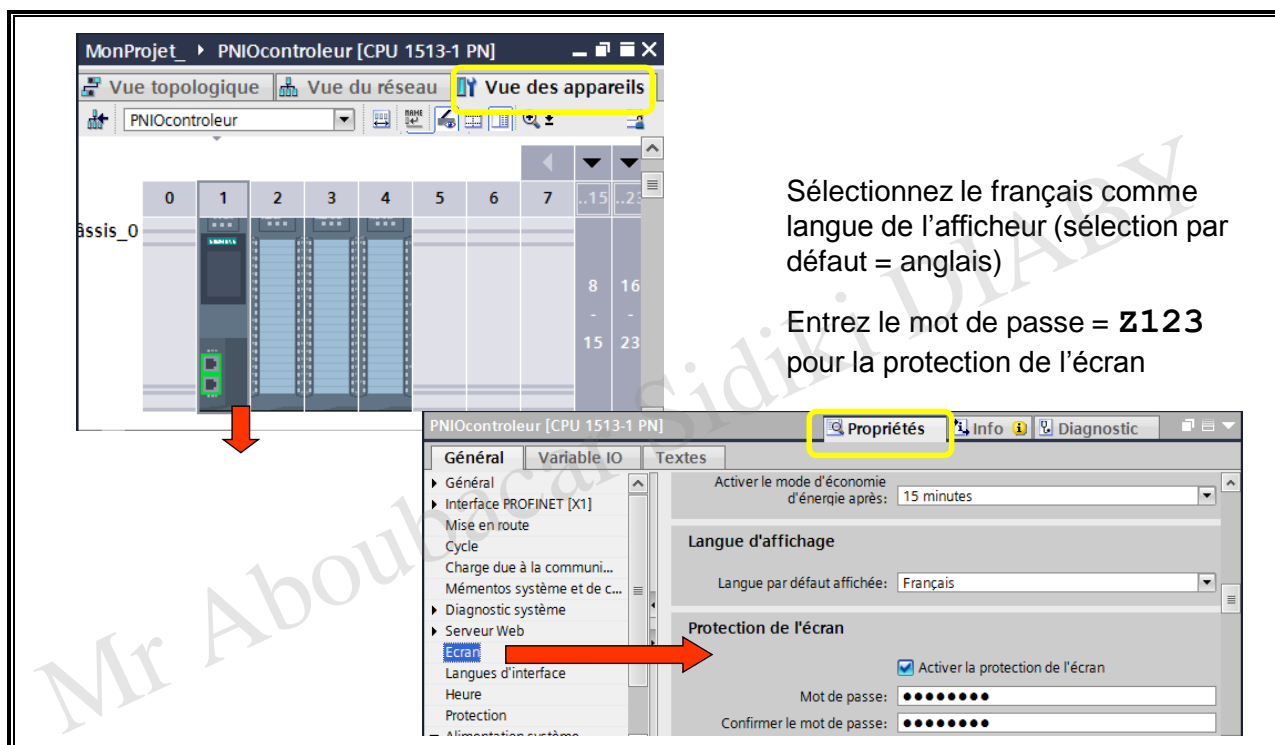 MonProjet_ ▸ PNIOcontroleur [CPU 1513-1 PN]
Vue topologique Vue du réseau Vue des appareils
PNIOcontroleur
0 1 2 3 4 5 6 7 ..15 ..23
âssis_0
SIEMENS
8 16
- -
15 23
Sélectionnez le français comme
langue de l'afficheur (sélection par
défaut = anglais)
Entrez le mot de passe = Z123
pour la protection de l'écran
PNIOcontroleur [CPU 1513-1 PN]
Propriétés Info Diagnostic
Général Variable IO Textes
Général
Interface PROFINET [X1]
Mise en route
Cycle
Charge due à la communi...
Mémentos système et de c...
Diagnostic système
Serveur Web
Ecran
Langues d'interface
Heure
Protection
Alimentation système
Activer le mode d'économie
d'énergie après: 15 minutes
Langue d'affichage
Langue par défaut affichée: Français
Protection de l'écran
Activer la protection de l'écran
Mot de passe: ●●●●●●●●
Confirmer le mot de passe: ●●●●●●●●
Mr Aboubacar Sidiki DIABY